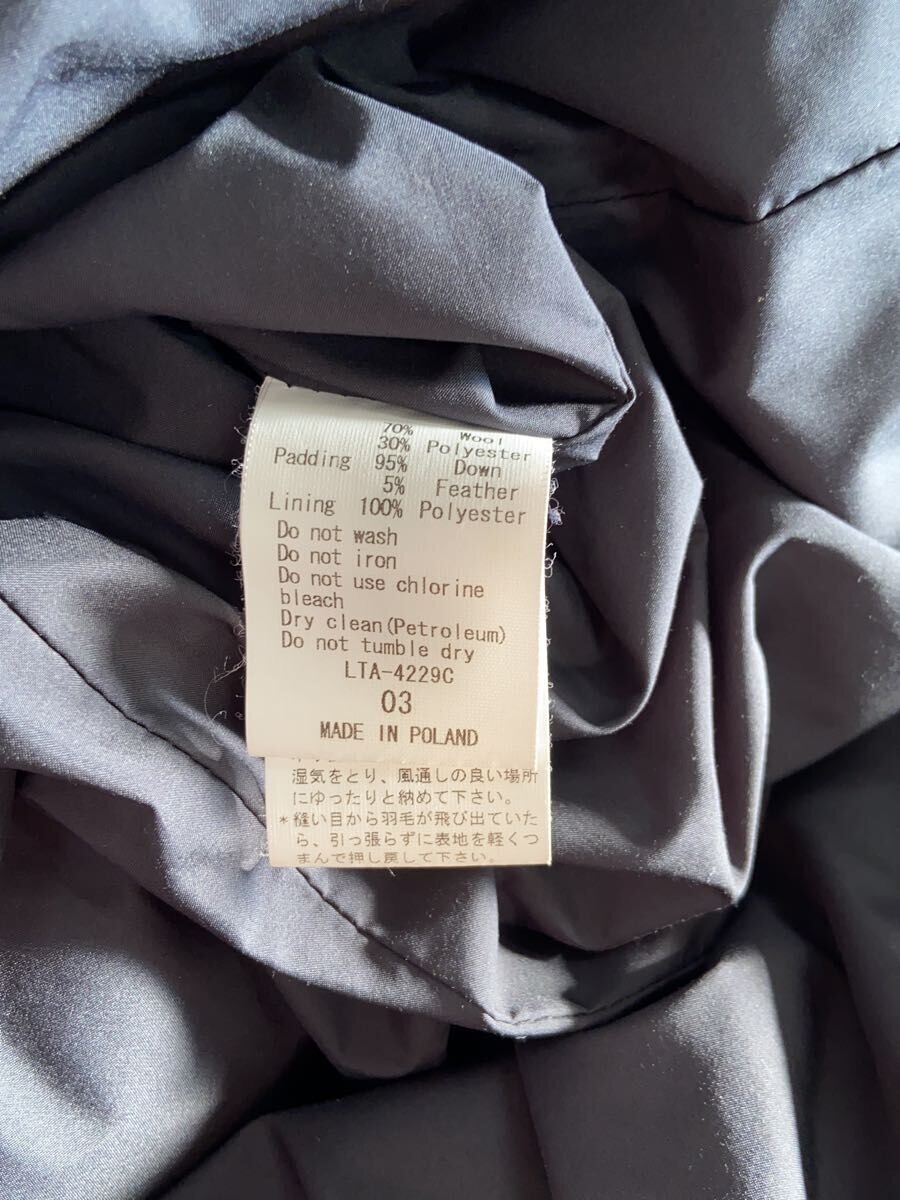 70% Wool
30% Polyester
Padding 95% Down
5% Feather
Lining 100% Polyester
Do not wash
Do not iron
Do not use chlorine
bleach
Dry clean(Petroleum)
Do not tumble dry
LTA-4229C
03
MADE IN POLAND
湿気をとり、風通しの良い場所
にゆったりと納めて下さい。
*縫い目から羽毛が飛び出ていた
ら、引っ張らずに表地を軽くつ
まんで押し戻して下さい。